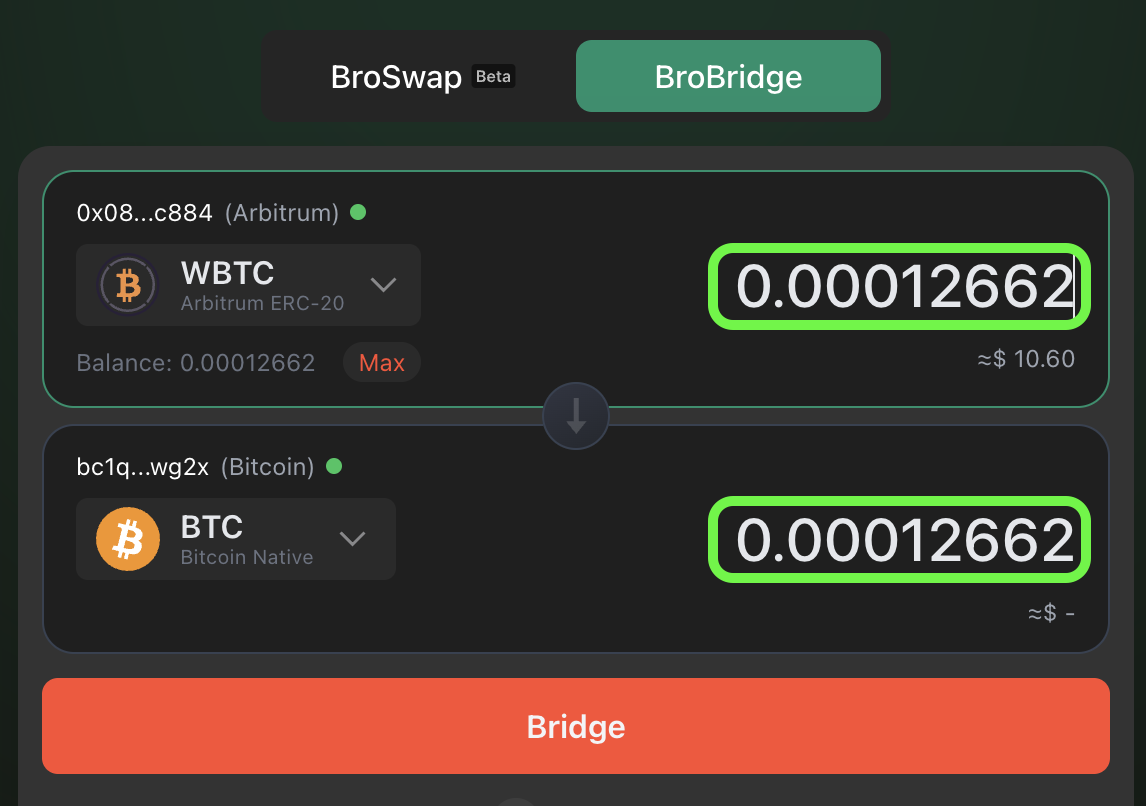 BroSwap Beta BroBridge
0x08...c884 (Arbitrum)
WBTC 0.00012662
Arbitrum ERC-20
Balance: 0.00012662 Max ≈$ 10.60
bc1q...wg2x (Bitcoin)
BTC 0.00012662
Bitcoin Native
≈$ -
Bridge